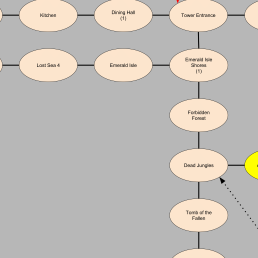 Kitchen
Dining Hall
(1)
Tower Entrance
Lost Sea 4
Emerald Isle
Emerald Isle
Shores
(1)
Forbidden
Forest
Dead Jungles
Tomb of the
Fallen